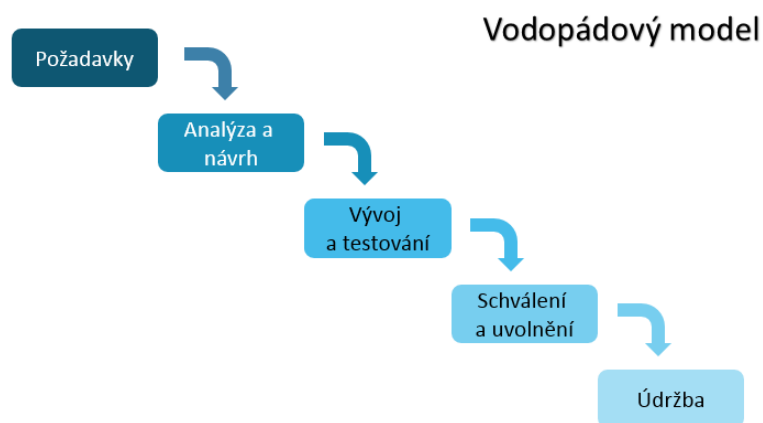 Vodopádový model
Požadavky
Analýza a
návrh
Vývoj
a testování
Schválení
a uvolnění
Údržba